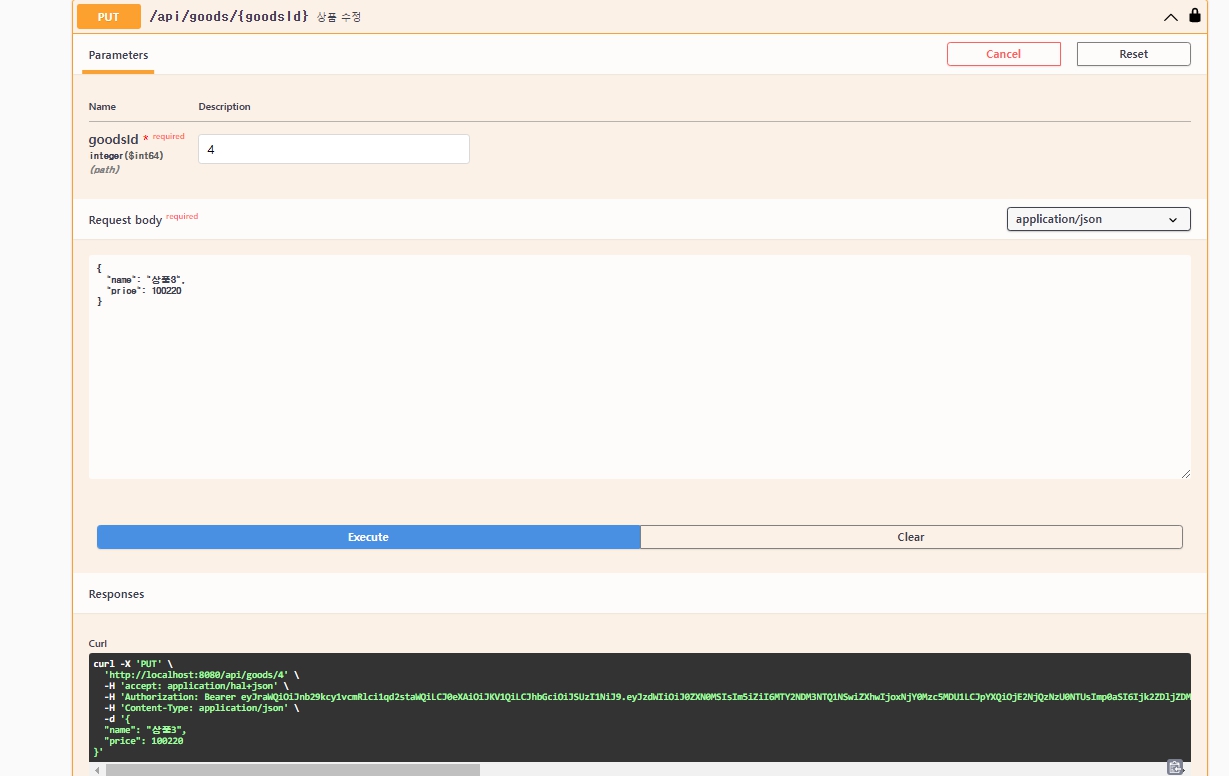 PUT /api/goods/{goodsId} 상품 수정
Parameters Cancel Reset
Name Description
goodsId * required
integer($int64)
(path)
4
Request body required application/json
{
"name": "상품3",
"price": 100220
}
Execute Clear
Responses
Curl
curl -X 'PUT' \
'http://localhost:8080/api/goods/4' \
-H 'accept: application/hal+json' \
-H 'Authorization: Bearer
-H 'Content-Type: application/json' \
-d '{
"name": "상품3",
"price": 100220
}'